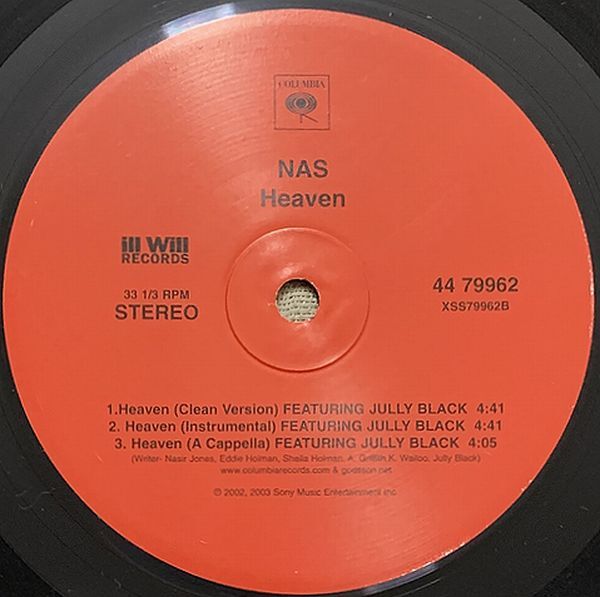 COLUMBIA
NAS
Heaven
ill Will
RECORDS
33 1/3 RPM
STEREO
44 79962
XSS79962B
1.Heaven (Clean Version) FEATURING JULLY BLACK 4:41
2. Heaven (Instrumental) FEATURING JULLY BLACK 4:41
3. Heaven (A Cappella) FEATURING JULLY BLACK 4:05
(Writer- Nasir Jones, Eddie Holman, Sheila Holman, A. Griffin,K. Wailoo, Jully Black)
www.columbiarecords.com & godsson.net
℗ 2002, 2003 Sony Music Entertainment Inc.